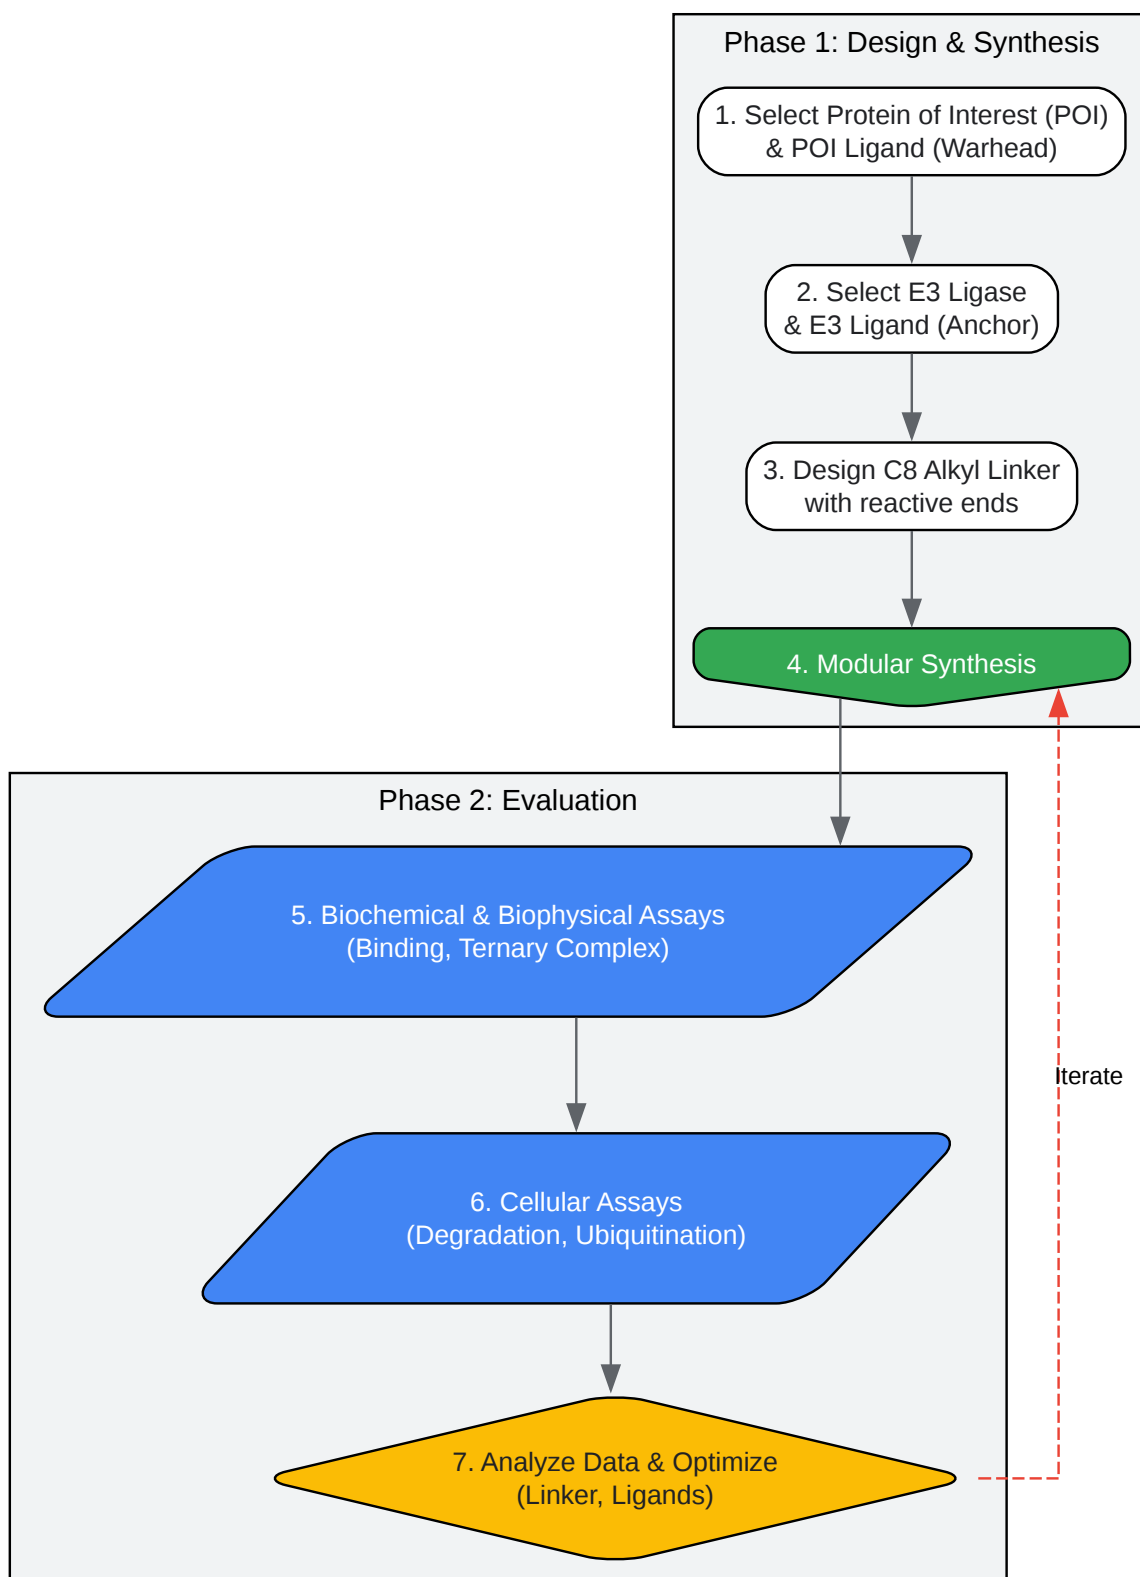 Phase 1: Design & Synthesis
1. Select Protein of Interest (POI)
& POI Ligand (Warhead)
2. Select E3 Ligase
& E3 Ligand (Anchor)
3. Design C8 Alkyl Linker
with reactive ends
4. Modular Synthesis
Phase 2: Evaluation
5. Biochemical & Biophysical Assays
(Binding, Ternary Complex)
Iterate
6. Cellular Assays
(Degradation, Ubiquitination)
7. Analyze Data & Optimize
(Linker, Ligands)